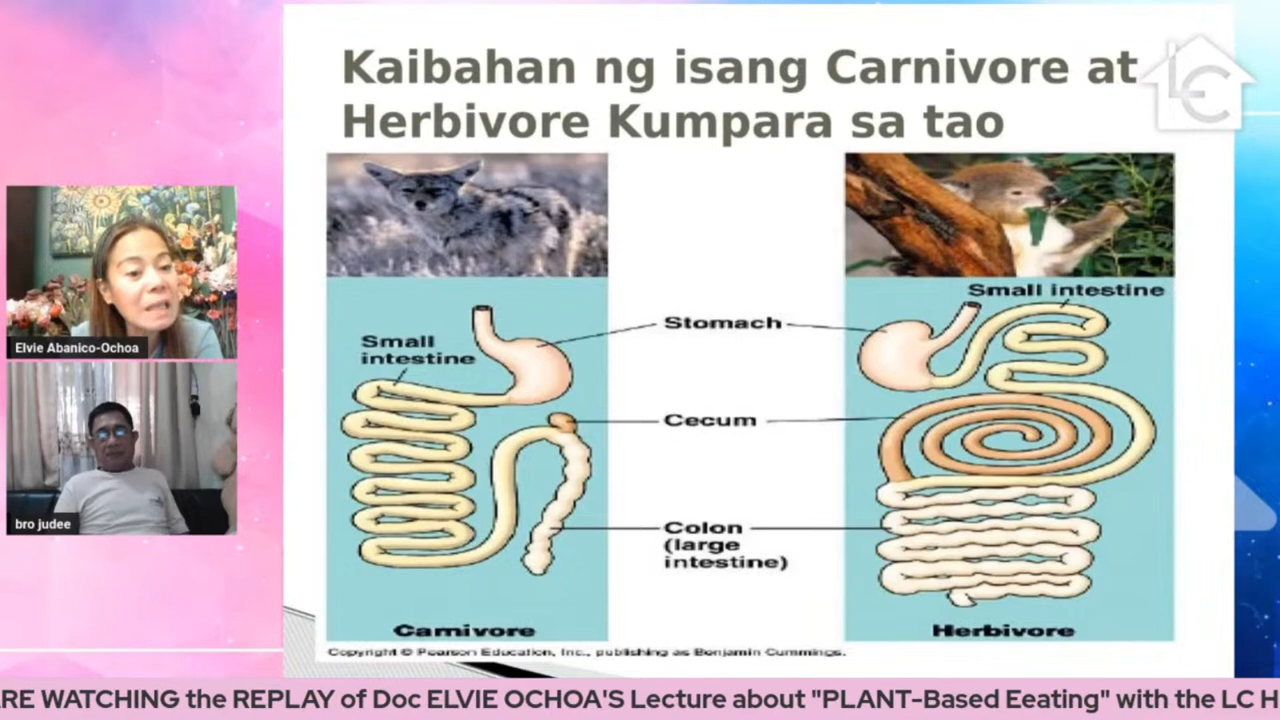 Kaibahan ng isang Carnivore at
Herbivore Kumpara sa tao
LC
Small intestine
Stomach
Small
intestine
Elvie Abanico-Ochoa
Cecum
bro judee
Colon
(large
intestine)
Carnivore
Herbivore
Copyright © Pearson Education, Inc., publishing as Benjamin Cummings.
RE WATCHING the REPLAY of Doc ELVIE OCHOA'S Lecture about "PLANT-Based Eeating" with the LC H